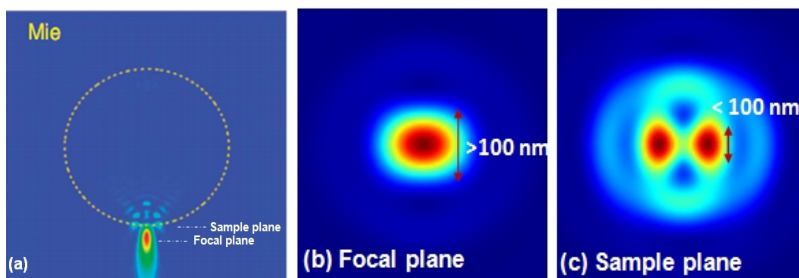 Mie
Sample plane
Focal plane
(a)
>100 nm
(b) Focal plane
< 100 nm
(c) Sample plane